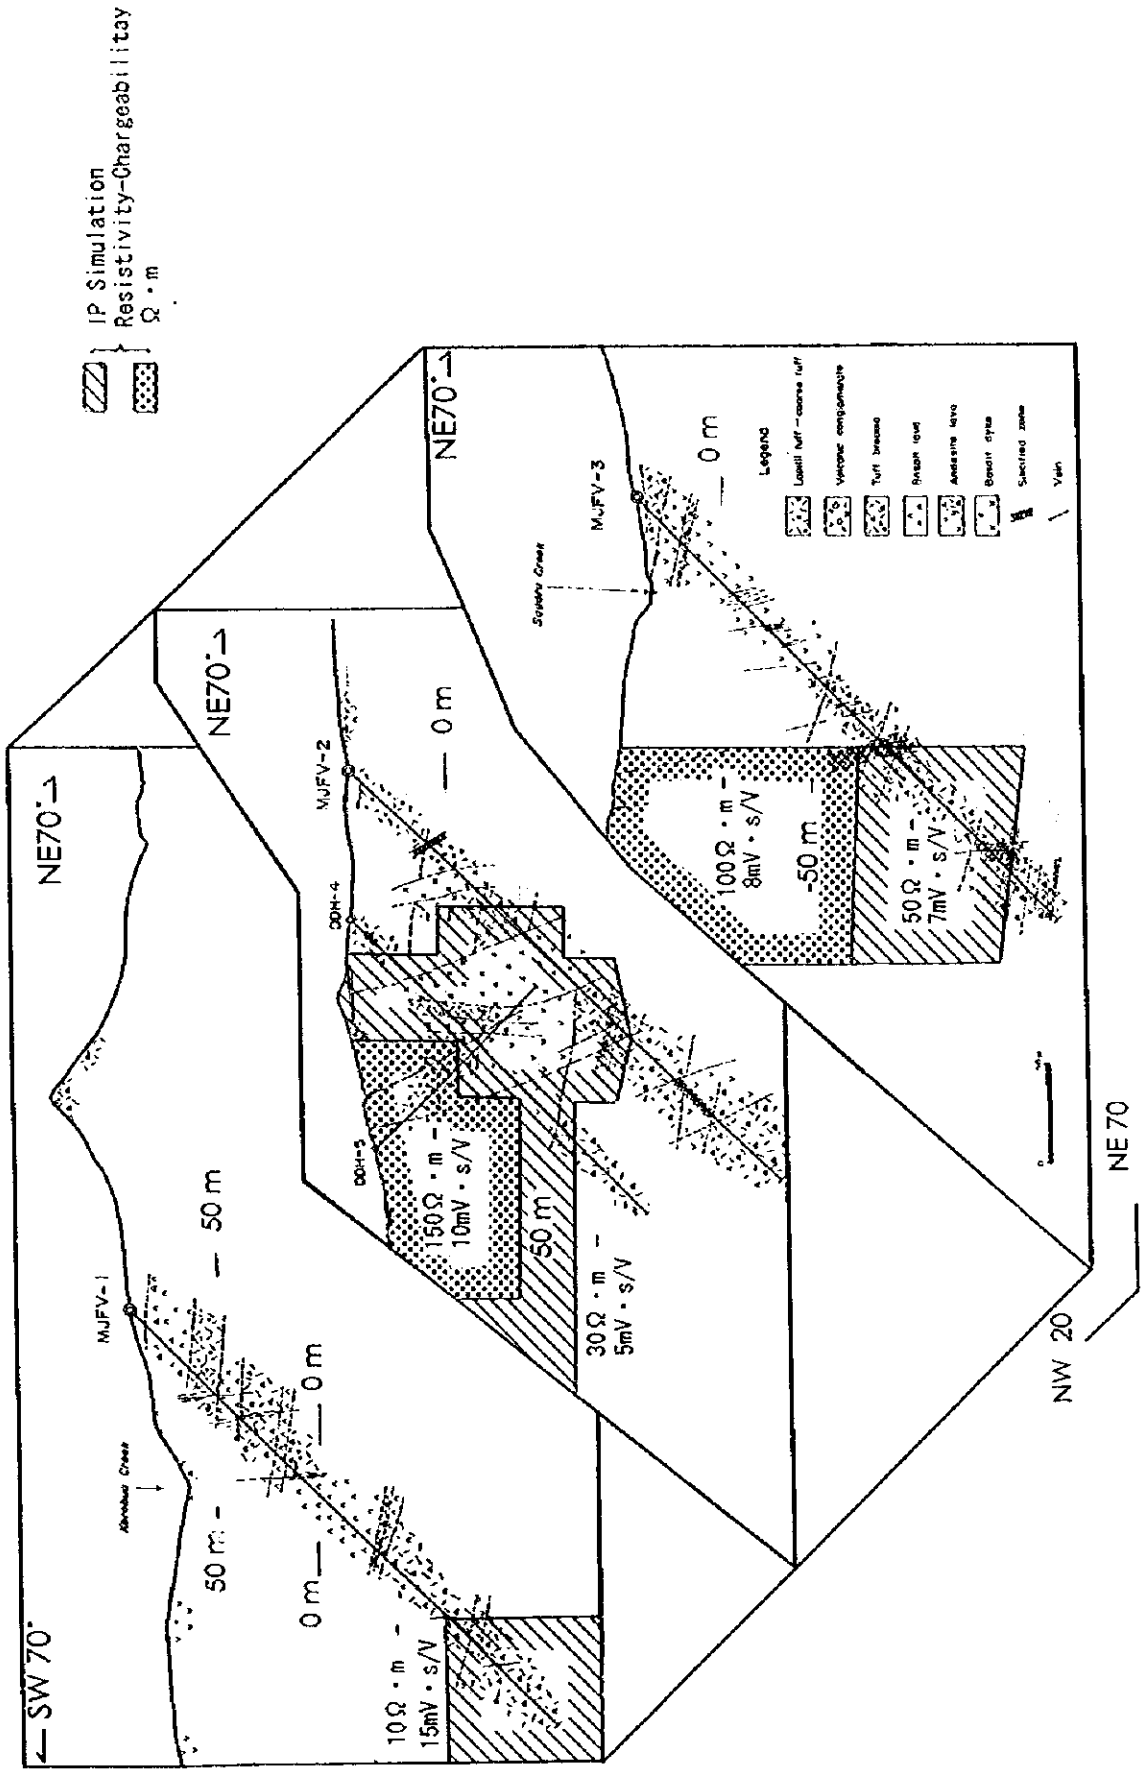 IP Simulation
Resistivity-Chargeabilitay
Ω・m
SW 70°
NE70°
MJFV-1
50 m
50 m
0 m
0 m
10Ω・m
15mV・s/V
NE70°
MJFV-2
DDH-4
DDH-5
0 m
150Ω・m
10mV・s/V
50 m
30Ω・m
5mV・s/V
NE70°
MJFV-3
Creek
0 m
100Ω・m
8mV・s/V
-50 m
50Ω・m
7mV・s/V
Legend
Lapilli tuff-coarse tuff
Volcanic conglomerate
Tuff breccia
Basalt lava
Andesite lava
Basalt dyke
Silicified zone
Vein
Creek
NW 20
NE 70